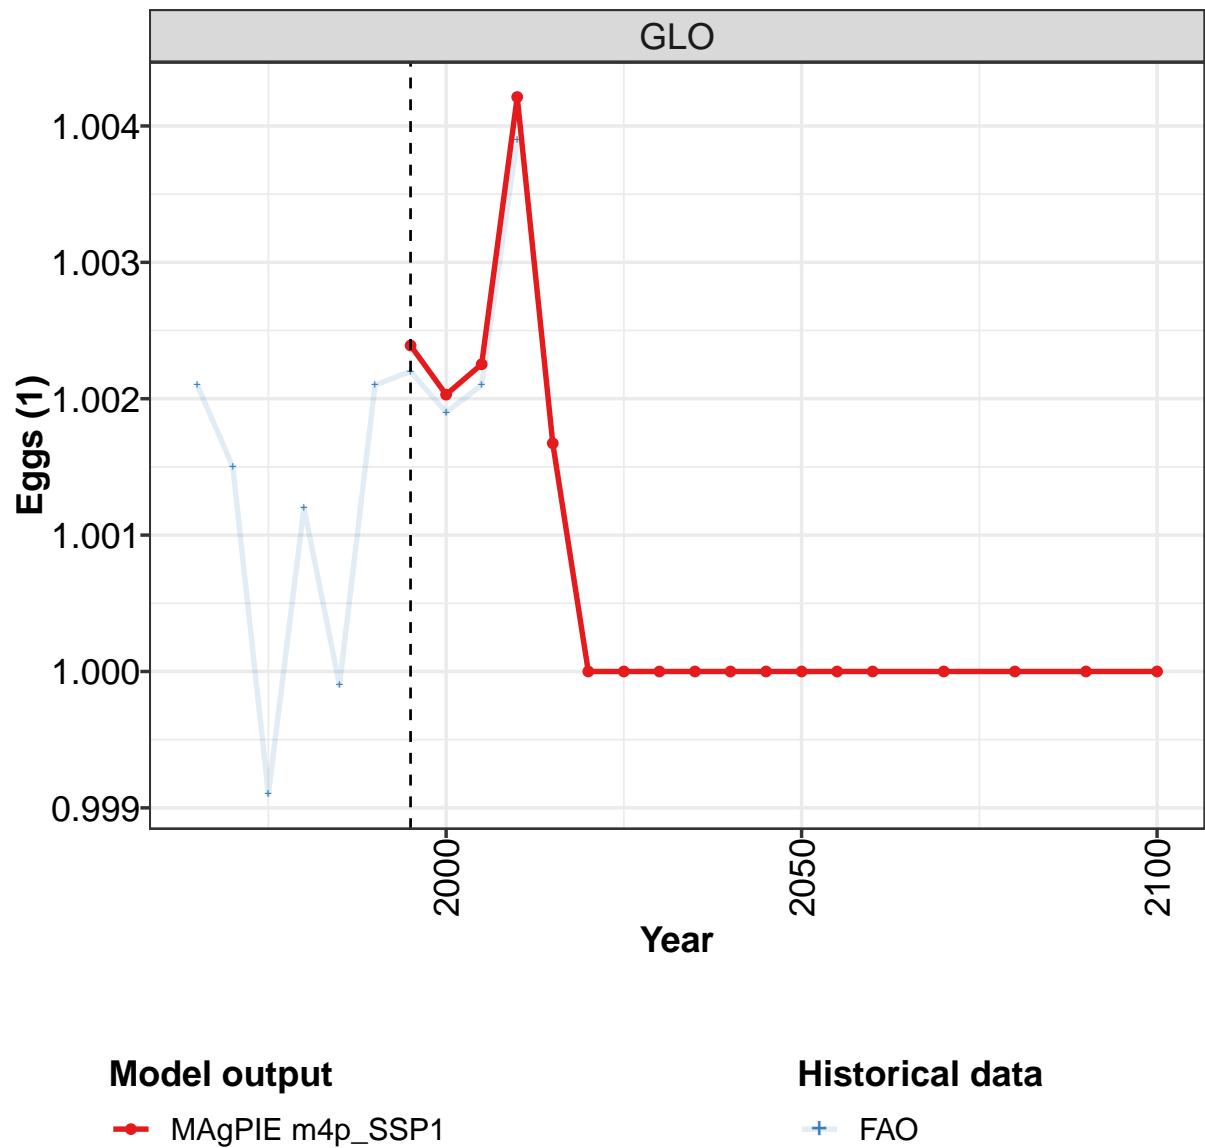 GLO
1.004
1.003
1.002
1.001
1.000
0.999
Eggs (1)
2000
2050
2100
Year
Model output
MAgPIE m4p_SSP1
Historical data
FAO